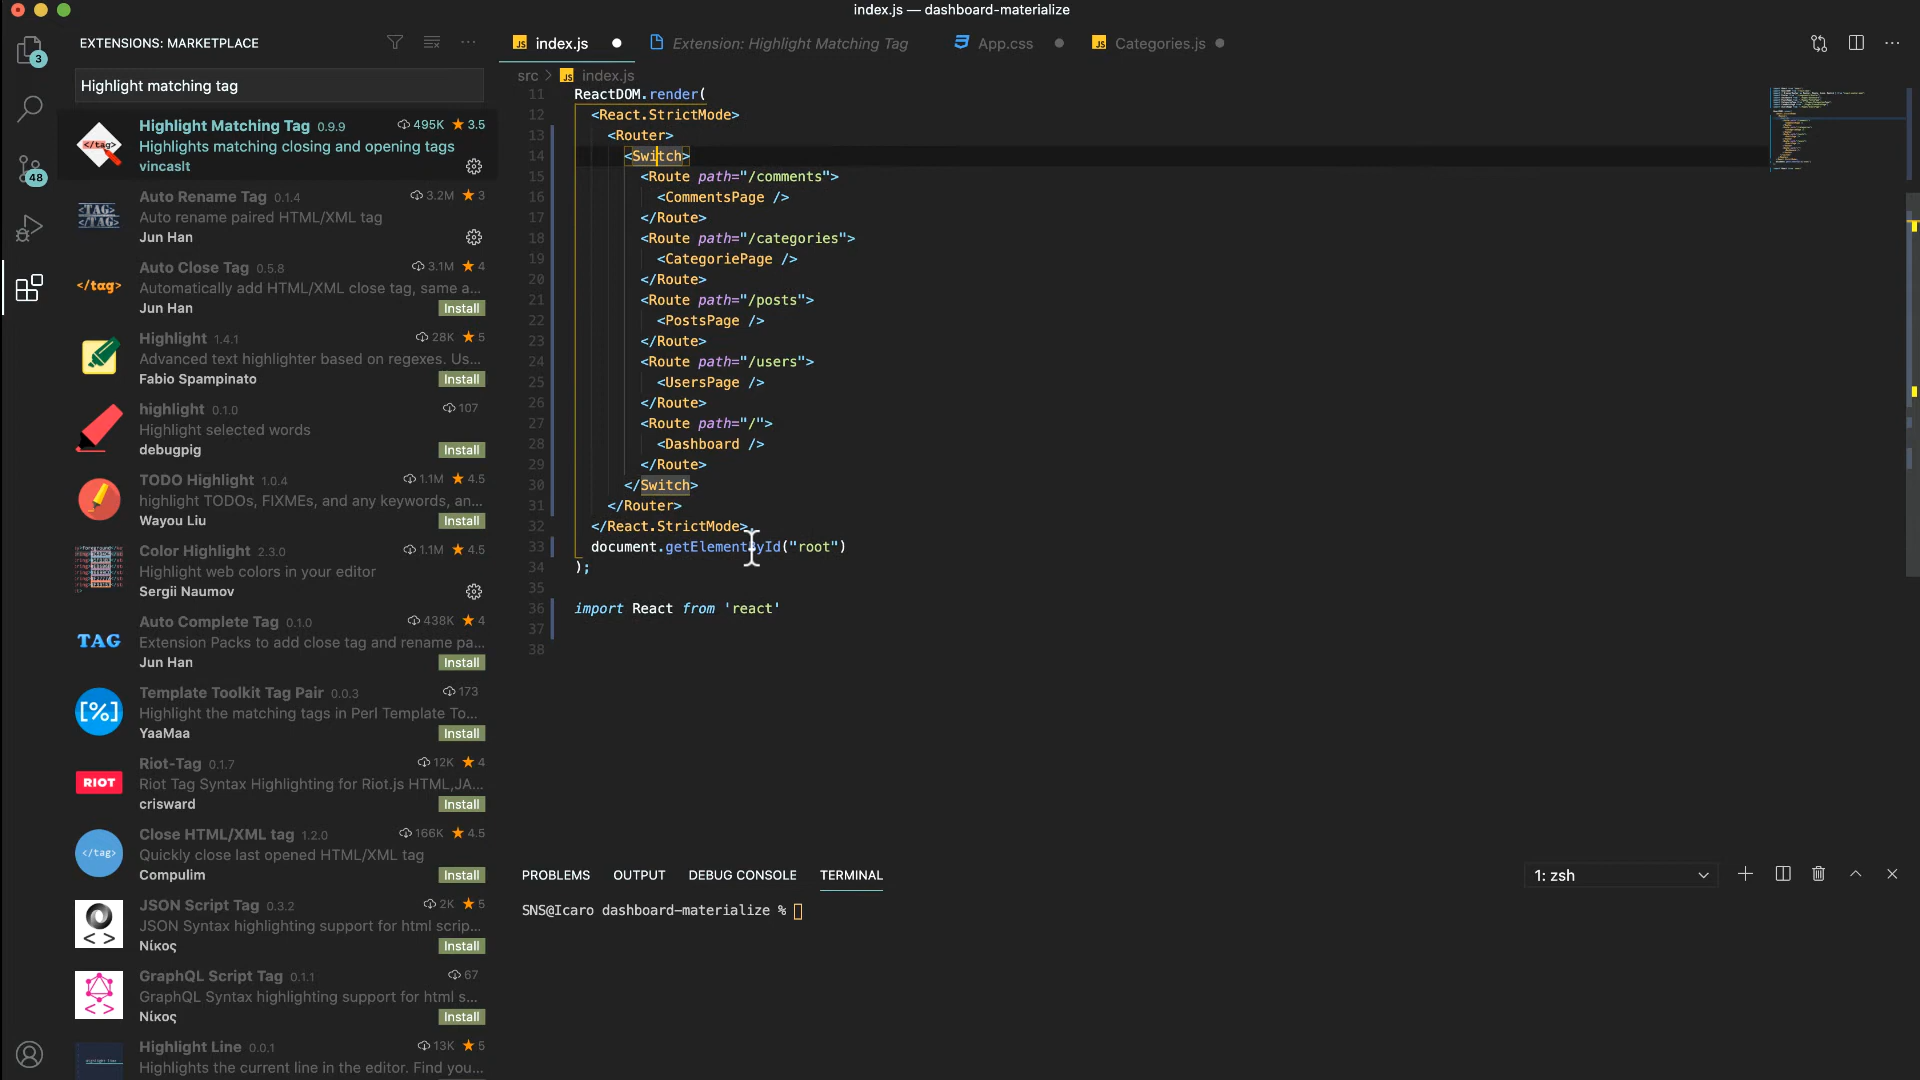 index.js — dashboard-materialize
EXTENSIONS: MARKETPLACE
Highlight matching tag
Highlight Matching Tag 0.9.9 495K 3.5
Highlights matching closing and opening tags
vincaslt
Auto Rename Tag 0.1.4 3.2M 3
Auto rename paired HTML/XML tag
Jun Han
Auto Close Tag 0.5.8 3.1M 4
Automatically add HTML/XML close tag, same a...
Jun Han Install
Highlight 1.4.1 28K 5
Advanced text highlighter based on regexes. Us...
Fabio Spampinato Install
highlight 0.1.0 107
Highlight selected words
debugpig Install
TODO Highlight 1.0.4 1.1M 4.5
highlight TODOs, FIXMEs, and any keywords, an...
Wayou Liu Install
Color Highlight 2.3.0 1.1M 4.5
Highlight web colors in your editor
Sergii Naumov
Auto Complete Tag 0.1.0 438K 4
Extension Packs to add close tag and rename pa...
Jun Han Install
Template Toolkit Tag Pair 0.0.3 173
Highlight the matching tags in Perl Template To...
YaaMaa Install
Riot-Tag 0.1.7 12K 4
Riot Tag Syntax Highlighting for Riot.js HTML,JA...
crisward Install
Close HTML/XML tag 1.2.0 166K 4.5
Quickly close last opened HTML/XML tag
Compulim Install
JSON Script Tag 0.3.2 2K 5
JSON Syntax highlighting support for html scrip...
Νίκος Install
GraphQL Script Tag 0.1.1 67
GraphQL Syntax highlighting support for html s...
Νίκος Install
Highlight Line 0.0.1 13K 5
Highlights the current line in the editor. Find you...
3
48
</tag>
<TAG>
</TAG>
</tag>
TAG
[%]
RIOT
</tag>
index.js
Extension: Highlight Matching Tag
App.css
JS Categories.js
src > JS index.js
11 ReactDOM.render(
12 <React.StrictMode>
13 <Router>
14 <Switch>
15 <Route path="/comments">
16 <CommentsPage />
17 </Route>
18 <Route path="/categories">
19 <CategoriePage />
20 </Route>
21 <Route path="/posts">
22 <PostsPage />
23 </Route>
24 <Route path="/users">
25 <UsersPage />
26 </Route>
27 <Route path="/">
28 <Dashboard />
29 </Route>
30 </Switch>
31 </Router>
32 </React.StrictMode>,
33 document.getElementById("root")
34 );
35
36 import React from 'react'
37
38
PROBLEMS OUTPUT DEBUG CONSOLE TERMINAL
1: zsh
SNS@Icaro dashboard-materialize %